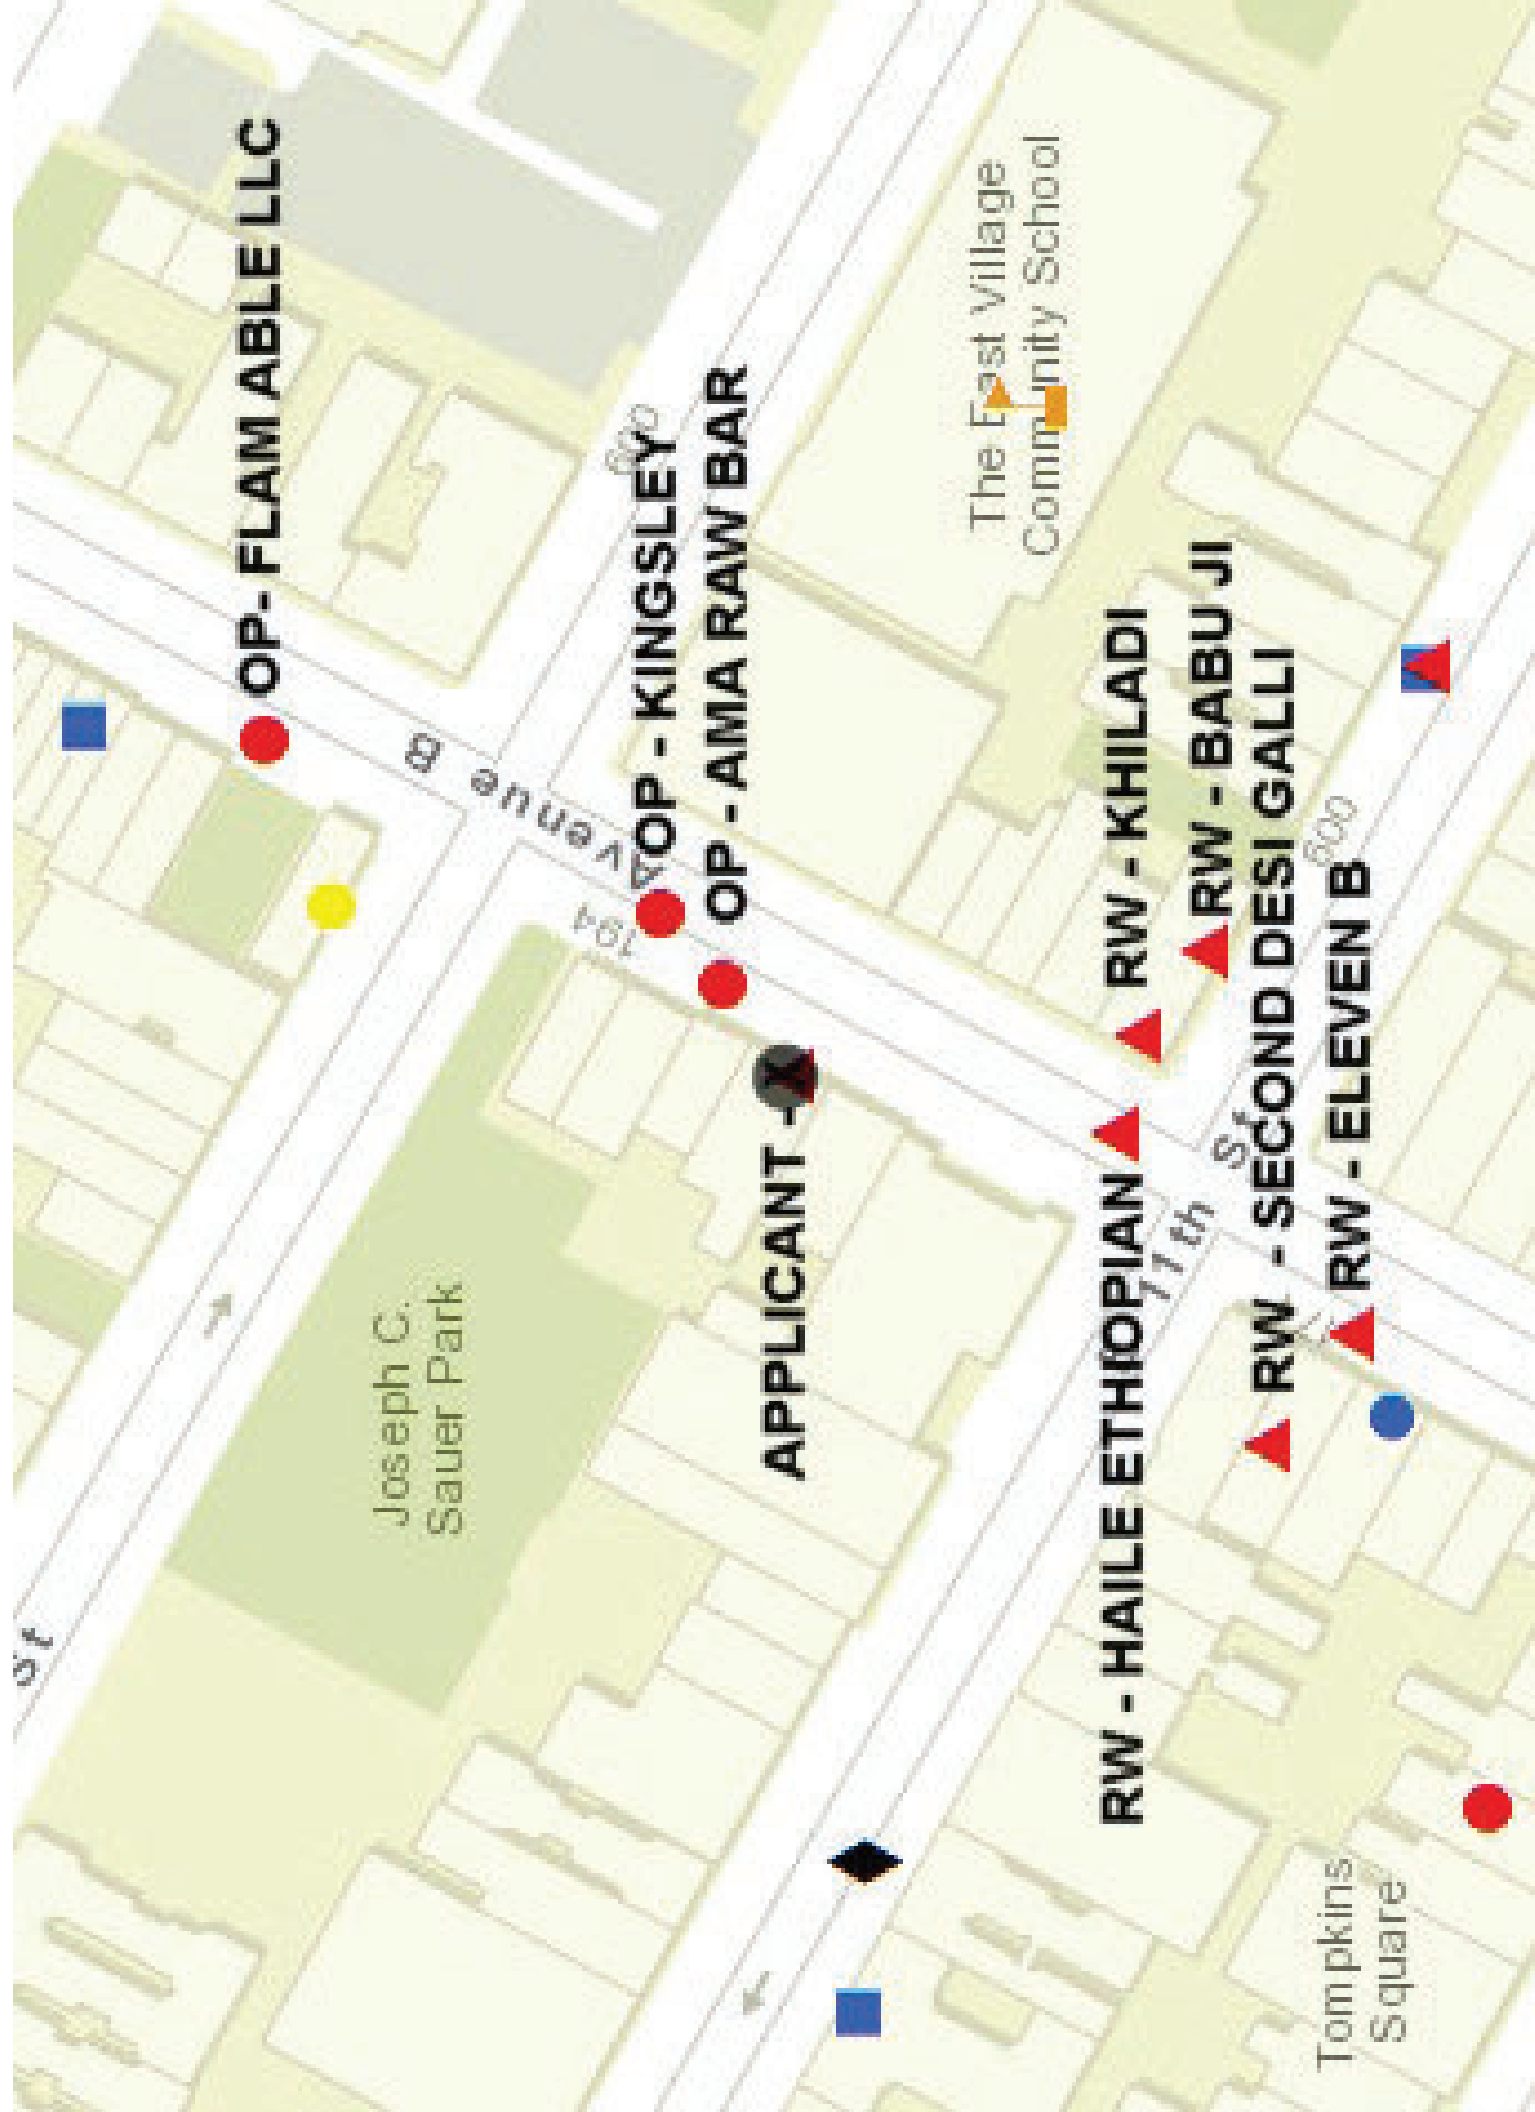 OP- FLAM ABLE LLC
Avenue B
600
OP - KINGSLEY
OP - AMA RAW BAR
194
The East Village
Community School
Joseph C.
Sauer Park
St
APPLICANT - X
RW - KHILADI
RW - BABU JI
RW - HAILE ETHIOPIAN
11th St
RW - SECOND DESI GALLI
600
RW - ELEVEN B
Tompkins
Square